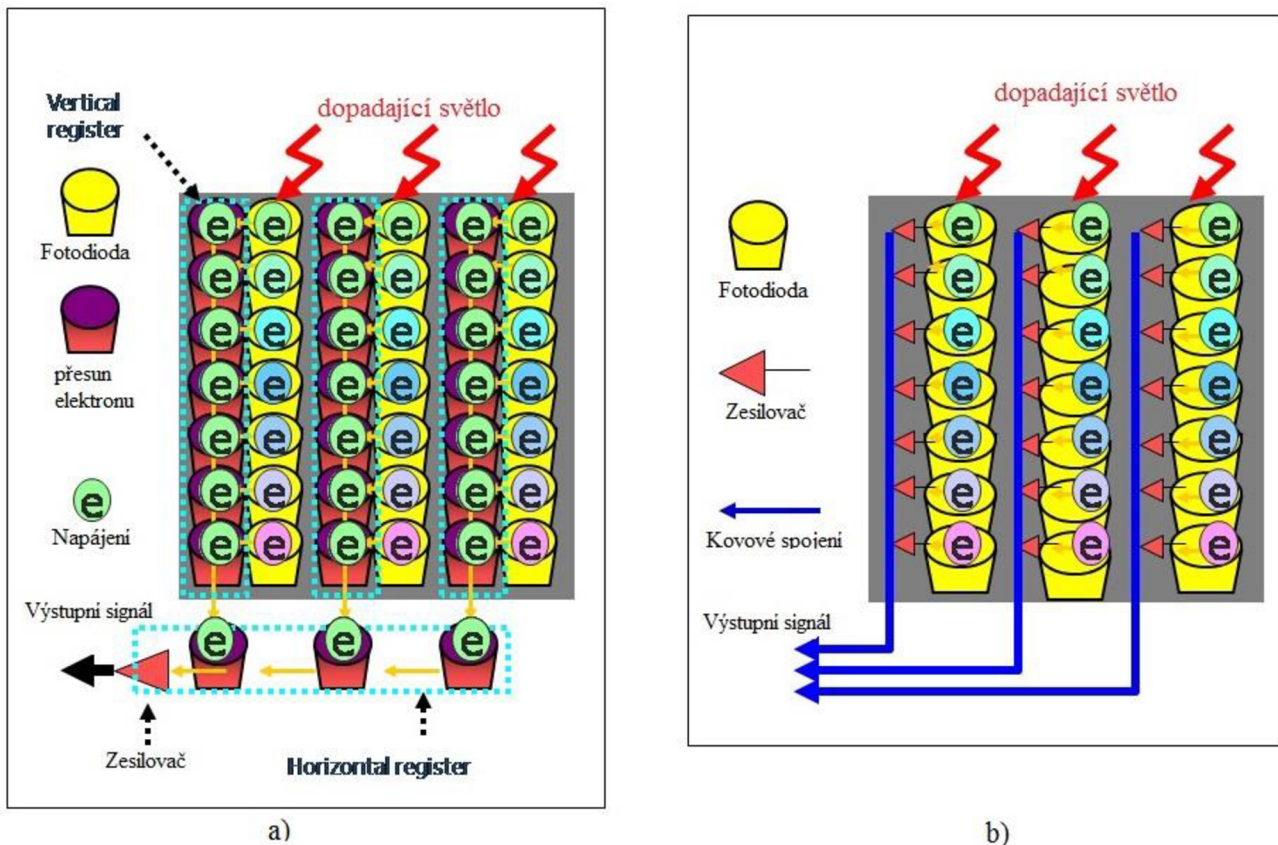 Vertical
register
dopadající světlo
Fotodioda
přesun
elektronu
e
Napájení
e e e e e e
e e e e e e
e e e e e e
e e e e e e
e e e e e e
e e e e e e
e e e e e e
Výstupní signál
e e e
Zesilovač
Horizontal register
a)
dopadající světlo
Fotodioda
Zesilovač
Kovové spojení
e e e
e e e
e e e
e e e
e e e
e e e
e e e
Výstupní signál
b)